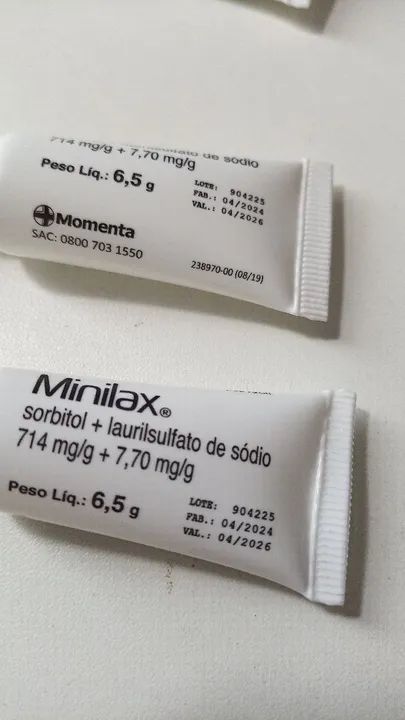 de sódio
714 mg/g + 7,70 mg/g
Peso Líq.: 6,5 g
LOTE: 904225
FAB.: 04/2024
VAL.: 04/2026
Momenta
SAC: 0800 703 1550
238970-00 (08/19)
Minilax®
sorbitol + laurilsulfato de sódio
714 mg/g + 7,70 mg/g
Peso Líq.: 6,5 g
LOTE: 904225
FAB.: 04/2024
VAL.: 04/2026